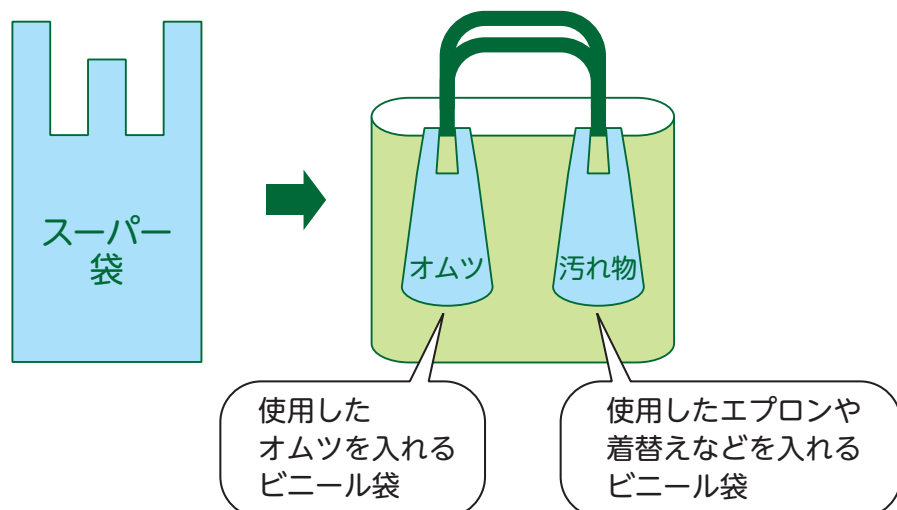 スーパー
袋
オムツ
汚れ物
使用した
オムツを入れる
ビニール袋
使用したエプロンや
着替えなどを入れる
ビニール袋